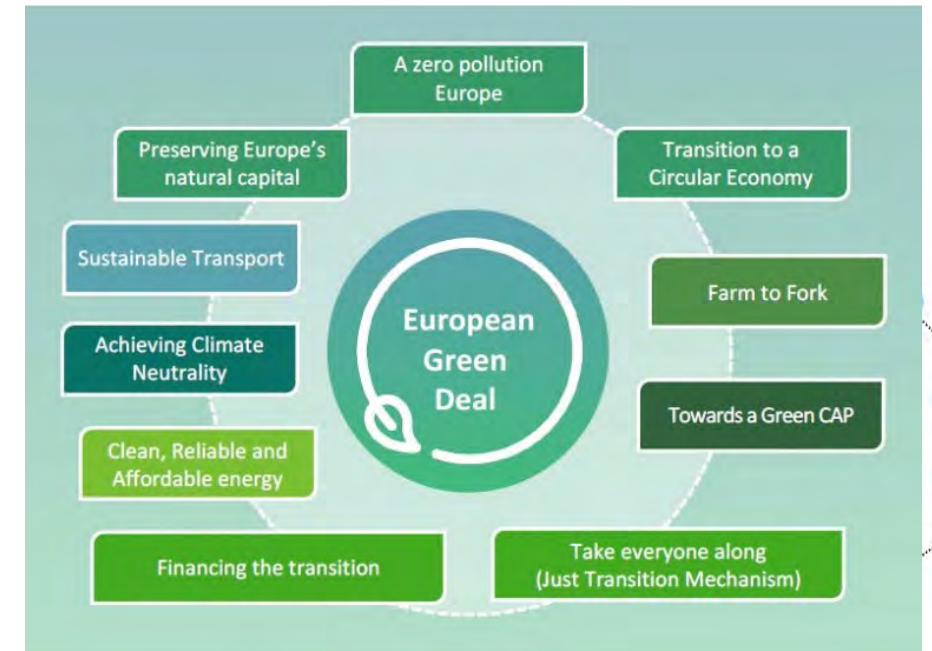 A zero pollution
Europe
Preserving Europe’s
natural capital
Transition to a
Circular Economy
Sustainable Transport
Farm to Fork
European
Green
Deal
Achieving Climate
Neutrality
Towards a Green CAP
Clean, Reliable and
Affordable energy
Financing the transition
Take everyone along
(Just Transition Mechanism)